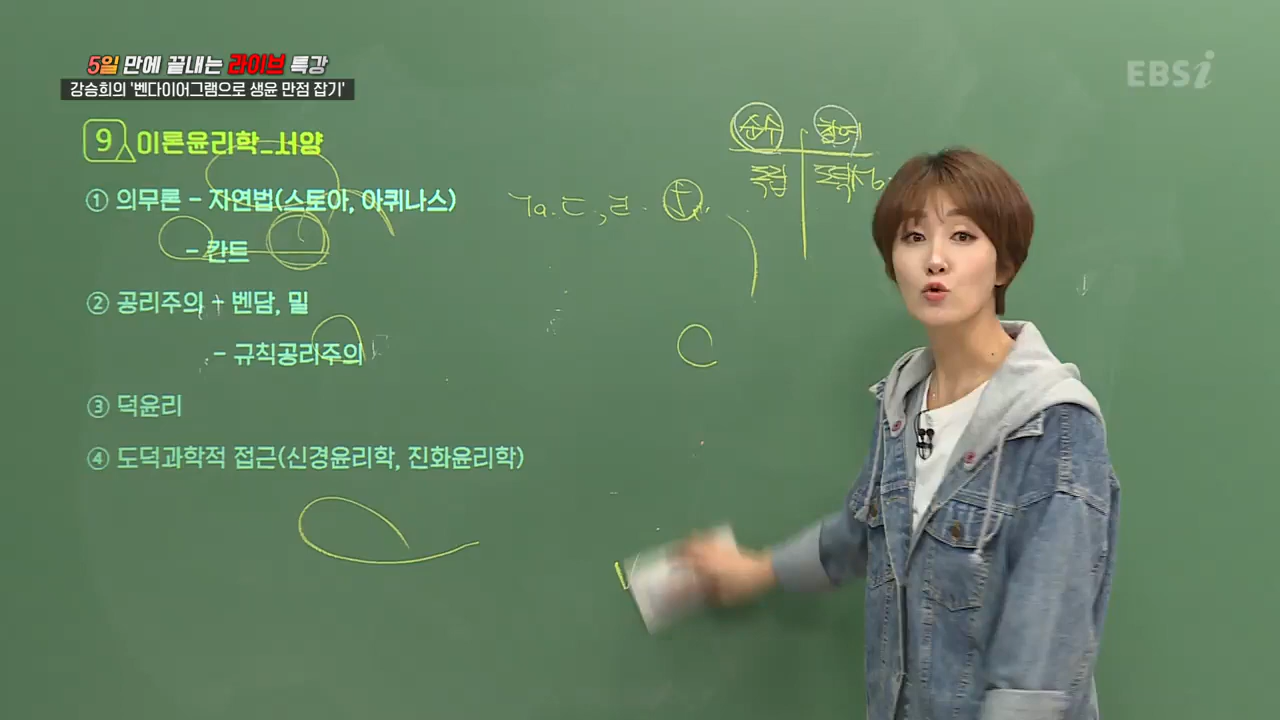 5일 만에 끝내는 라이브 특강
강승희의 '벤다이어그램으로 생윤 만점 잡기'
EBSi
9 이론윤리학_서양
① 의무론 - 자연법(스토아, 아퀴나스)
- 칸트
② 공리주의 - 벤담, 밀
- 규칙공리주의
③ 덕윤리
④ 도덕과학적 접근(신경윤리학, 진화윤리학)
순수
독립